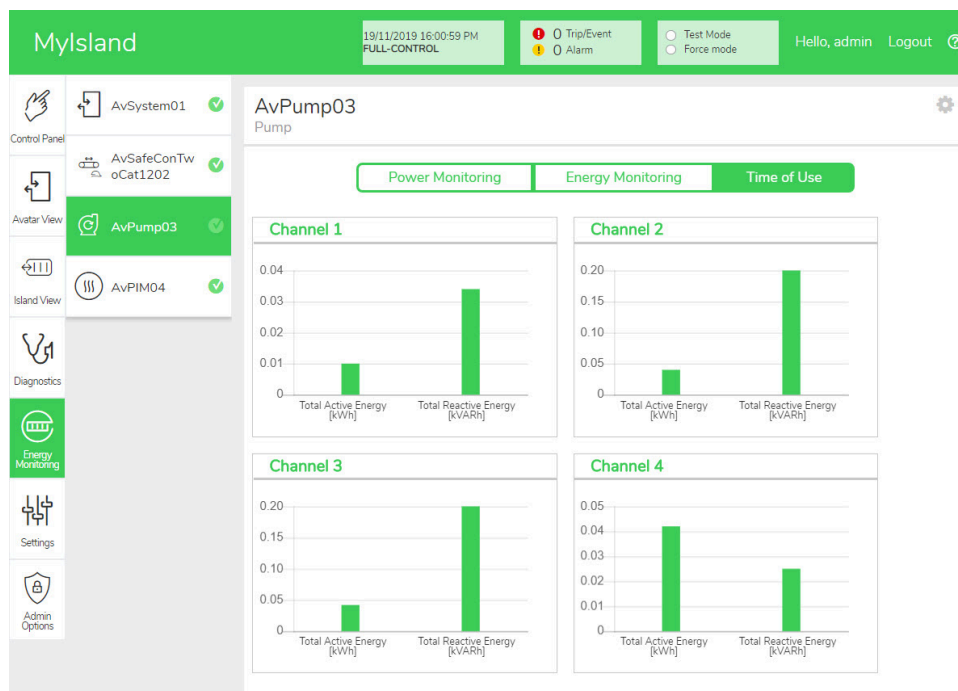 MyIsland
19/11/2019 16:00:59 PM
FULL-CONTROL
0 Trip/Event
0 Alarm
Test Mode
Force mode
Hello, admin
Logout
?
Control Panel
Avatar View
Island View
Diagnostics
Energy
Monitoring
Settings
Admin
Options
AvSystem01
AvSafeConTw
oCat1202
AvPump03
AvPIM04
AvPump03
Pump
Power Monitoring
Energy Monitoring
Time of Use
Channel 1
0.04
0.03
0.02
0.01
0
Total Active Energy
[kWh]
Total Reactive Energy
[kVARh]
Channel 2
0.20
0.15
0.10
0.05
0
Total Active Energy
[kWh]
Total Reactive Energy
[kVARh]
Channel 3
0.20
0.15
0.10
0.05
0
Total Active Energy
[kWh]
Total Reactive Energy
[kVARh]
Channel 4
0.05
0.04
0.03
0.02
0.01
0
Total Active Energy
[kWh]
Total Reactive Energy
[kVARh]